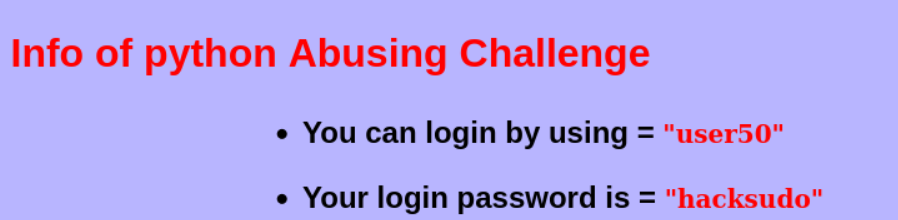 Info of python Abusing Challenge
• You can login by using = "user50"
• Your login password is = "hacksudo"